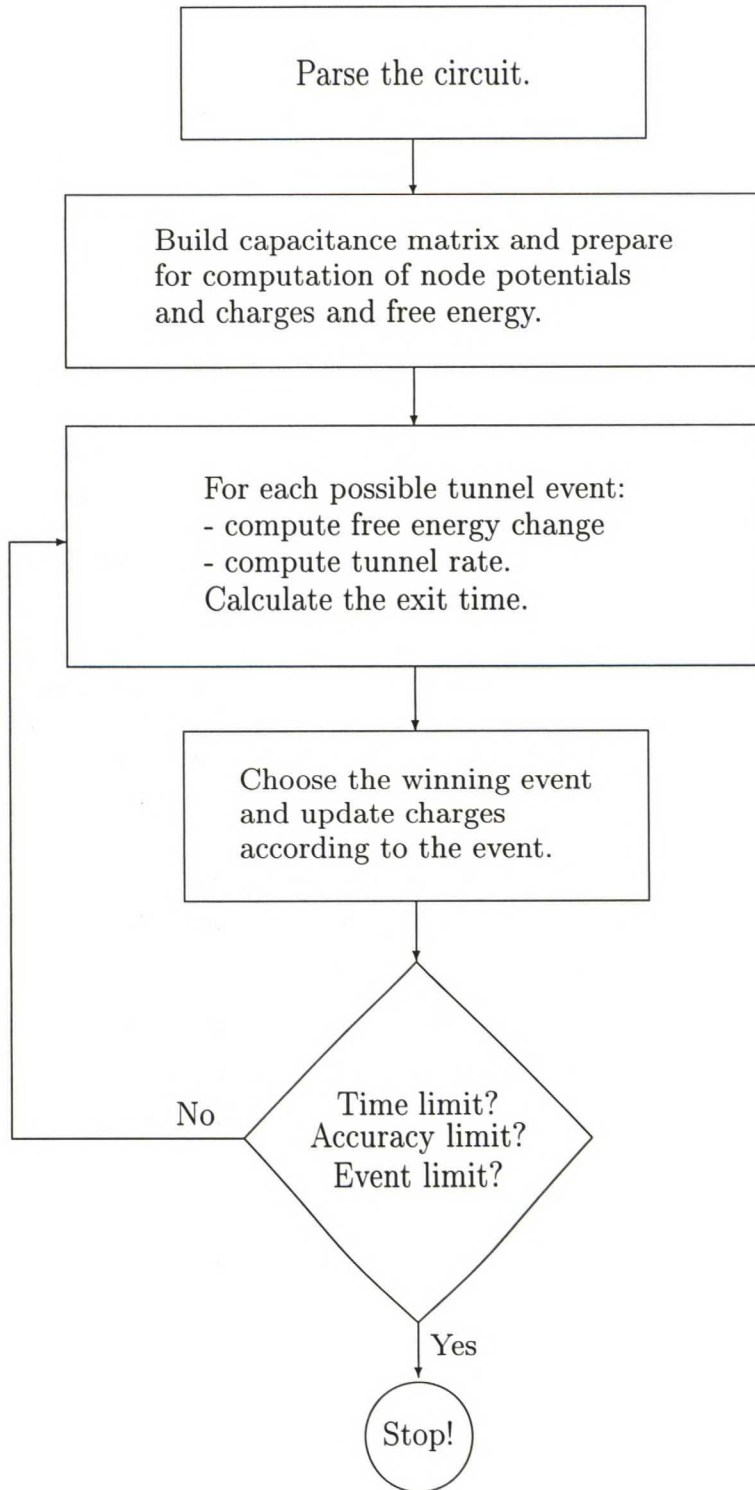 Parse the circuit.
Build capacitance matrix and prepare
for computation of node potentials
and charges and free energy.
For each possible tunnel event:
- compute free energy change
- compute tunnel rate.
Calculate the exit time.
Choose the winning event
and update charges
according to the event.
No
Time limit?
Accuracy limit?
Event limit?
Yes
Stop!